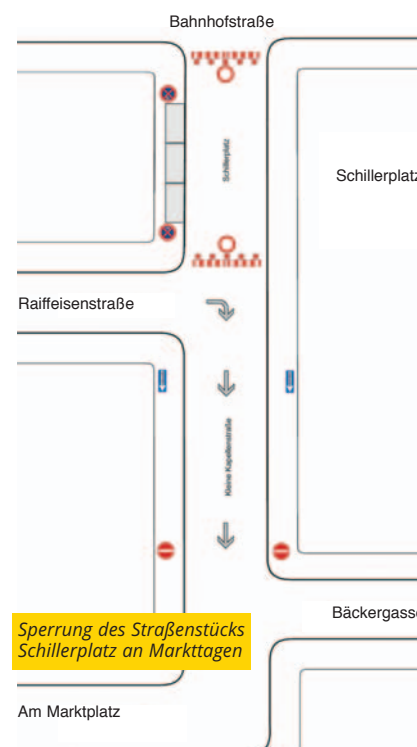 Bahnhofstraße
Schillerplatz
Schillerplatz
Raiffeisenstraße
Kleine Kapellenstraße
Bäckergasse
Sperrung des Straßenstücks
Schillerplatz an Markttagen
Am Marktplatz